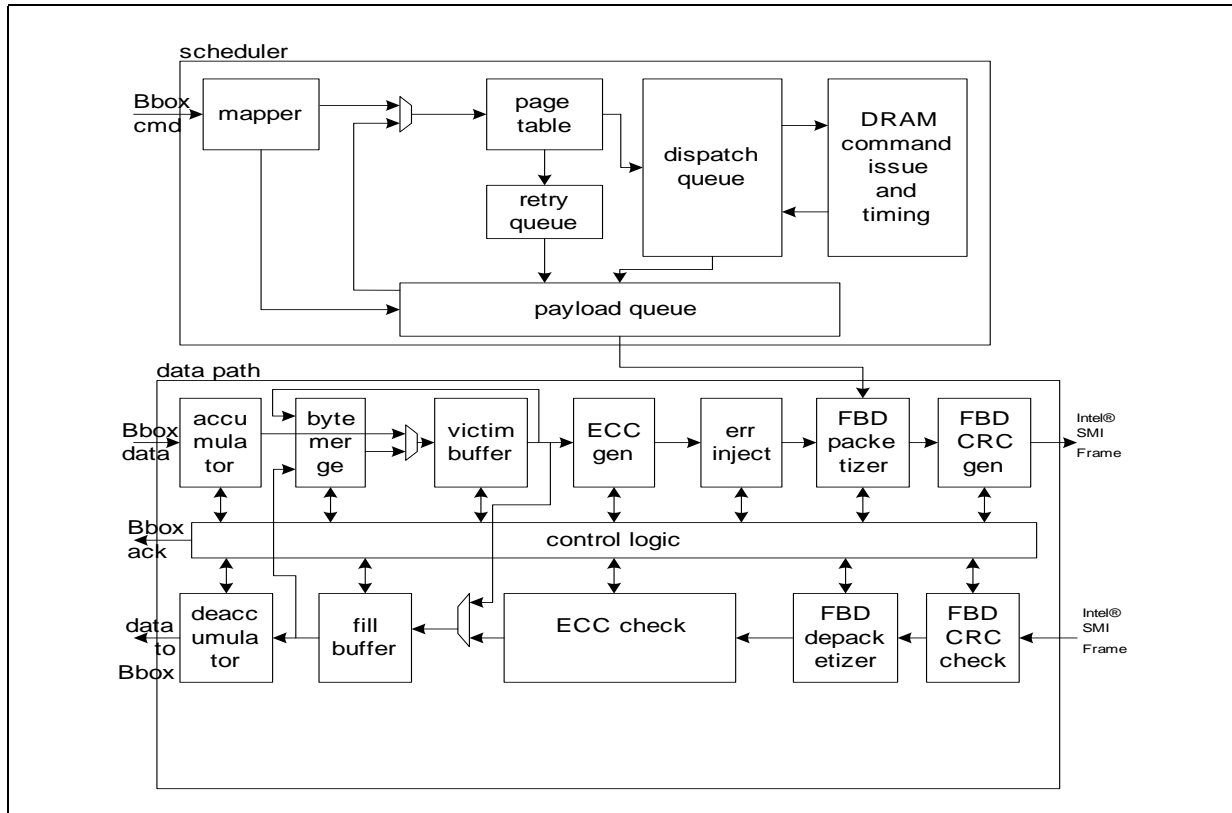 scheduler
Bbox
cmd
mapper
page
table
dispatch
queue
DRAM
command
issue
and
timing
retry
queue
payload queue
data path
Bbox
data
accu
mula
tor
byte
mer
ge
victim
buffer
ECC
gen
err
inject
FBD
packe
tizer
FBD
CRC
gen
Intel®
SMI
Frame
Bbox
ack
control logic
data
to
Bbox
deacc
umula
tor
fill
buffer
ECC check
FBD
depack
etizer
FBD
CRC
check
Intel®
SMI
Frame